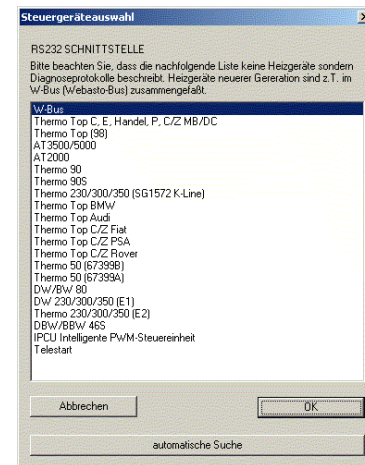 Steuergeräteauswahl
RS232 SCHNITTSTELLE
Bitte beachten Sie, dass die nachfolgende Liste keine Heizgeräte sondern
Diagnoseprotokolle beschreibt. Heizgeräte neuerer Gereration sind z.T. im
W-Bus (Webasto-Bus) zusammengefaßt.
W-Bus
Thermo Top C, E, Handel, P, C/Z MB/DC
Thermo Top (98)
AT3500/5000
AT2000
Thermo 90
Thermo 90S
Thermo 230/300/350 (SG1572 K-Line)
Thermo Top BMW
Thermo Top Audi
Thermo Top C/Z Fiat
Thermo Top C/Z PSA
Thermo Top C/Z Rover
Thermo 50 (67399B)
Thermo 50 (67399A)
DW/BW 80
DW 230/300/350 (E1)
Thermo 230/300/350 (E2)
DBW/BBW 46S
IPCU Intelligente PWM-Steuereinheit
Telestart
Abbrechen OK
automatische Suche